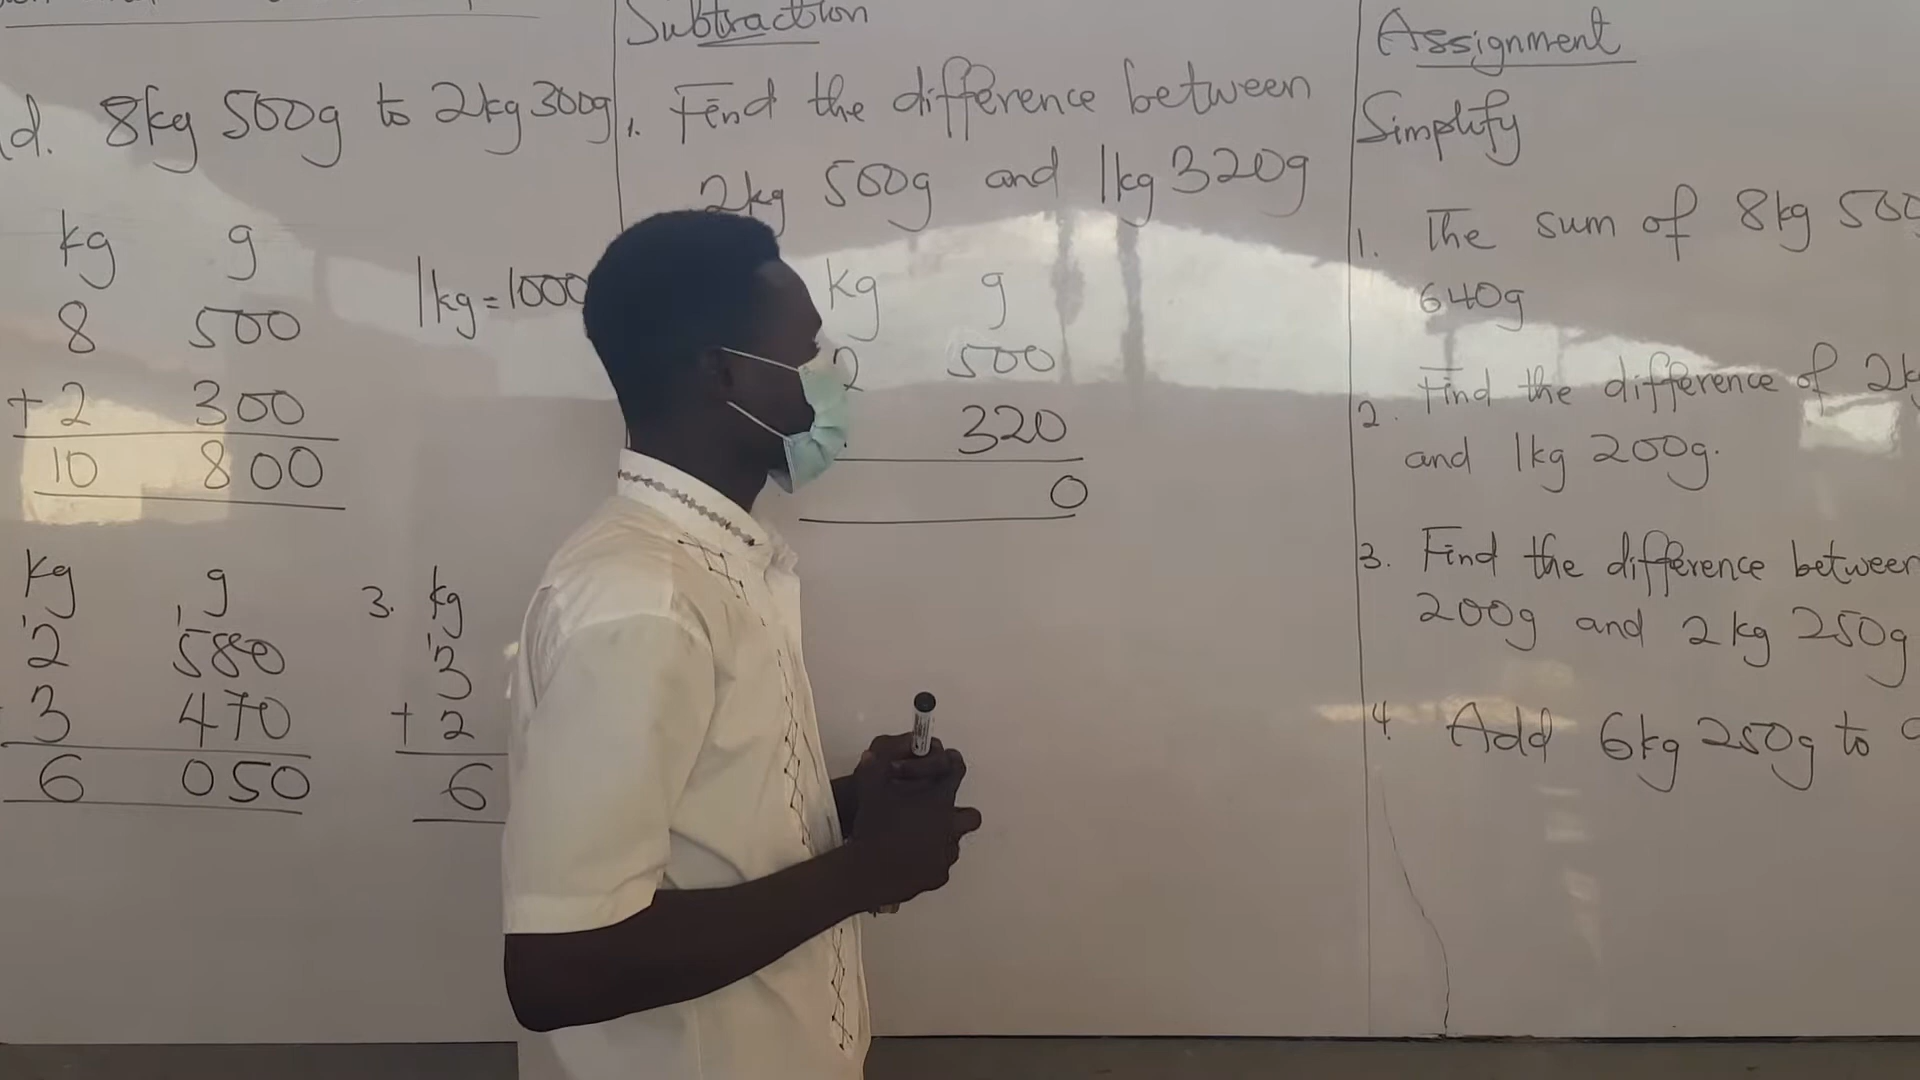 d. 8kg 500g to 2kg 300g
kg g
8 500
+ 2 300
10 800
1kg = 1000
kg g
2 580
3 470
6 050
3. kg
3
+ 2
6
Subtraction
1. Find the difference between
2kg 500g and 1kg 320g
kg g
2 500
320
0
Assignment
Simplify
1. The sum of 8kg
640g
2. Find the difference of
and 1kg 200g.
3. Find the difference between
200g and 2kg 250g
4. Add 6kg 250g to